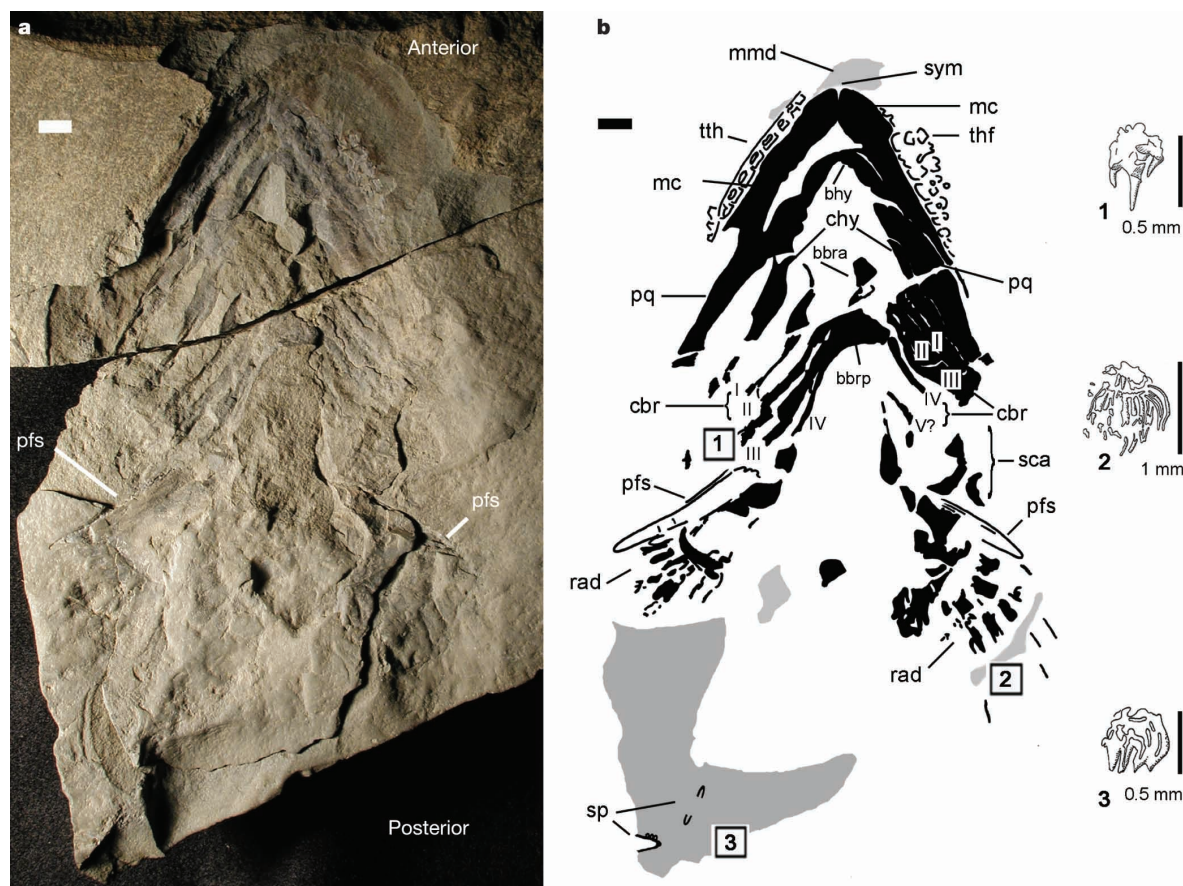 a
Anterior
pfs
pfs
Posterior
b
mmd
sym
mc
tth
thf
mc
bhy
chy
bbra
pq
pq
I
II
III
bbrp
I
cbr
II
IV
IV
cbr
V?
1
III
sca
pfs
pfs
rad
rad
2
sp
3
1
0.5 mm
2
1 mm
3
0.5 mm